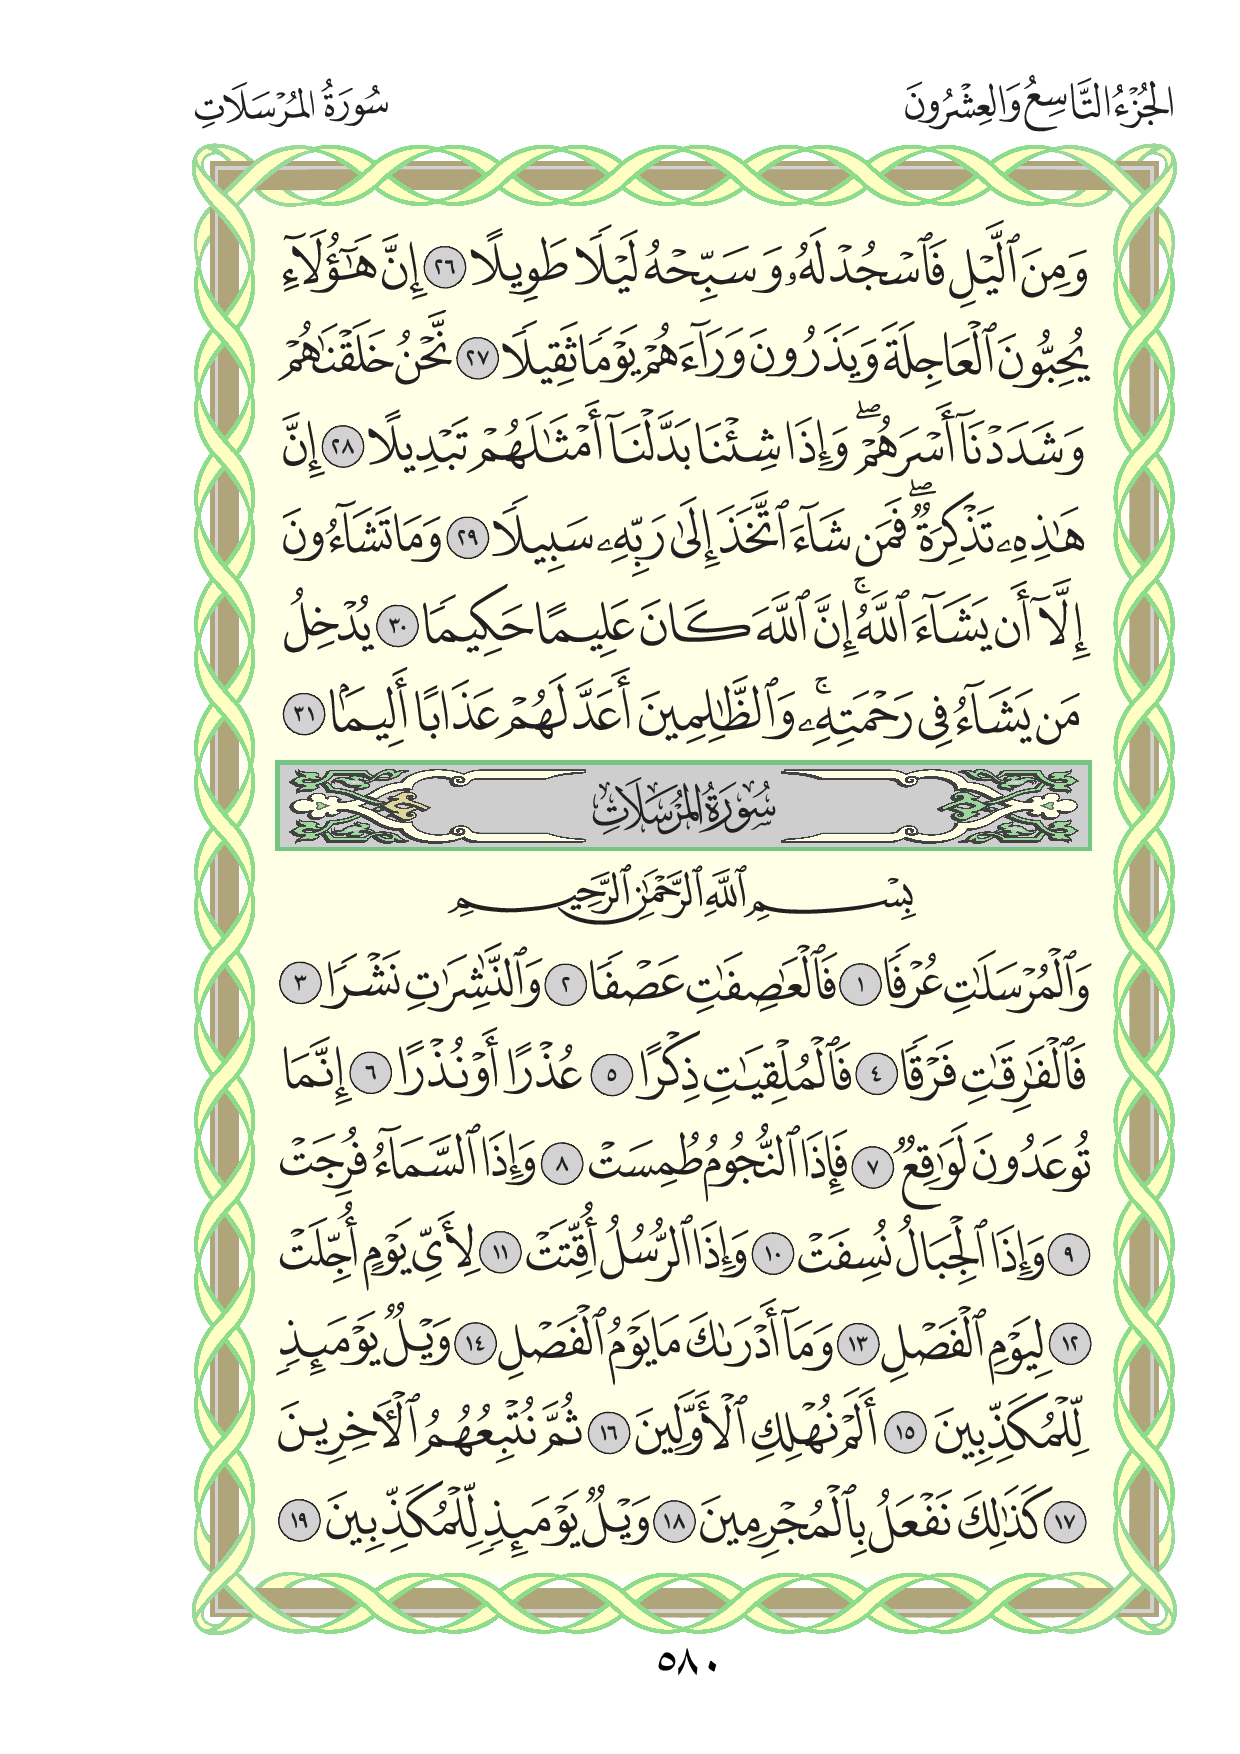 الجُزْءُ التَّاسِعُ وَالعِشْرُونَ
سُورَةُ المُرْسَلَاتِ
وَمِنَ ٱلَّيْلِ فَٱسْجُدْ لَهُۥ وَسَبِّحْهُ لَيْلًا طَوِيلًا ٢٦ إِنَّ هَٰٓؤُلَآءِ
يُحِبُّونَ ٱلْعَاجِلَةَ وَيَذَرُونَ وَرَآءَهُمْ يَوْمًا ثَقِيلًا ٢٧ نَّحْنُ خَلَقْنَٰهُمْ
وَشَدَدْنَآ أَسْرَهُمْۖ وَإِذَا شِئْنَا بَدَّلْنَآ أَمْثَٰلَهُمْ تَبْدِيلًا ٢٨ إِنَّ
هَٰذِهِۦ تَذْكِرَةٌۖ فَمَن شَآءَ ٱتَّخَذَ إِلَىٰ رَبِّهِۦ سَبِيلًا ٢٩ وَمَا تَشَآءُونَ
إِلَّآ أَن يَشَآءَ ٱللَّهُۚ إِنَّ ٱللَّهَ كَانَ عَلِيمًا حَكِيمًا ٣٠ يُدْخِلُ
مَن يَشَآءُ فِى رَحْمَتِهِۦۚ وَٱلظَّٰلِمِينَ أَعَدَّ لَهُمْ عَذَابًا أَلِيمًۢا ٣١
سُورَةُ المُرْسَلَاتِ
بِسْمِ ٱللَّهِ ٱلرَّحْمَٰنِ ٱلرَّحِيمِ
وَٱلْمُرْسَلَٰتِ عُرْفًا ١ فَٱلْعَٰصِفَٰتِ عَصْفًا ٢ وَٱلنَّٰشِرَٰتِ نَشْرًا ٣
فَٱلْفَٰرِقَٰتِ فَرْقًا ٤ فَٱلْمُلْقِيَٰتِ ذِكْرًا ٥ عُذْرًا أَوْ نُذْرًا ٦ إِنَّمَا
تُوعَدُونَ لَوَٰقِعٌ ٧ فَإِذَا ٱلنُّجُومُ طُمِسَتْ ٨ وَإِذَا ٱلسَّمَآءُ فُرِجَتْ
٩ وَإِذَا ٱلْجِبَالُ نُسِفَتْ ١٠ وَإِذَا ٱلرُّسُلُ أُقِّتَتْ ١١ لِأَىِّ يَوْمٍ أُجِّلَتْ
١٢ لِيَوْمِ ٱلْفَصْلِ ١٣ وَمَآ أَدْرَىٰكَ مَا يَوْمُ ٱلْفَصْلِ ١٤ وَيْلٌ يَوْمَئِذٍ
لِّلْمُكَذِّبِينَ ١٥ أَلَمْ نُهْلِكِ ٱلْأَوَّلِينَ ١٦ ثُمَّ نُتْبِعُهُمُ ٱلْءَاخِرِينَ
١٧ كَذَٰلِكَ نَفْعَلُ بِٱلْمُجْرِمِينَ ١٨ وَيْلٌ يَوْمَئِذٍ لِّلْمُكَذِّبِينَ ١٩
٥٨٠